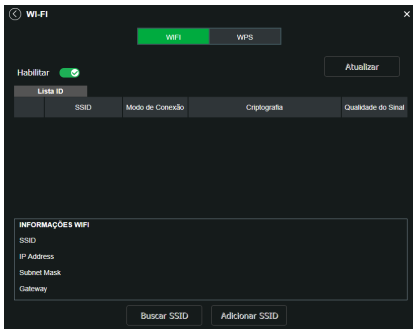 WI-FI
WIFI WPS
Habilitar Atualizar
Lista ID
SSID Modo de Conexão Criptografia Qualidade do Sinal
INFORMAÇÕES WIFI
SSID
IP Address
Subnet Mask
Gateway
Buscar SSID Adicionar SSID